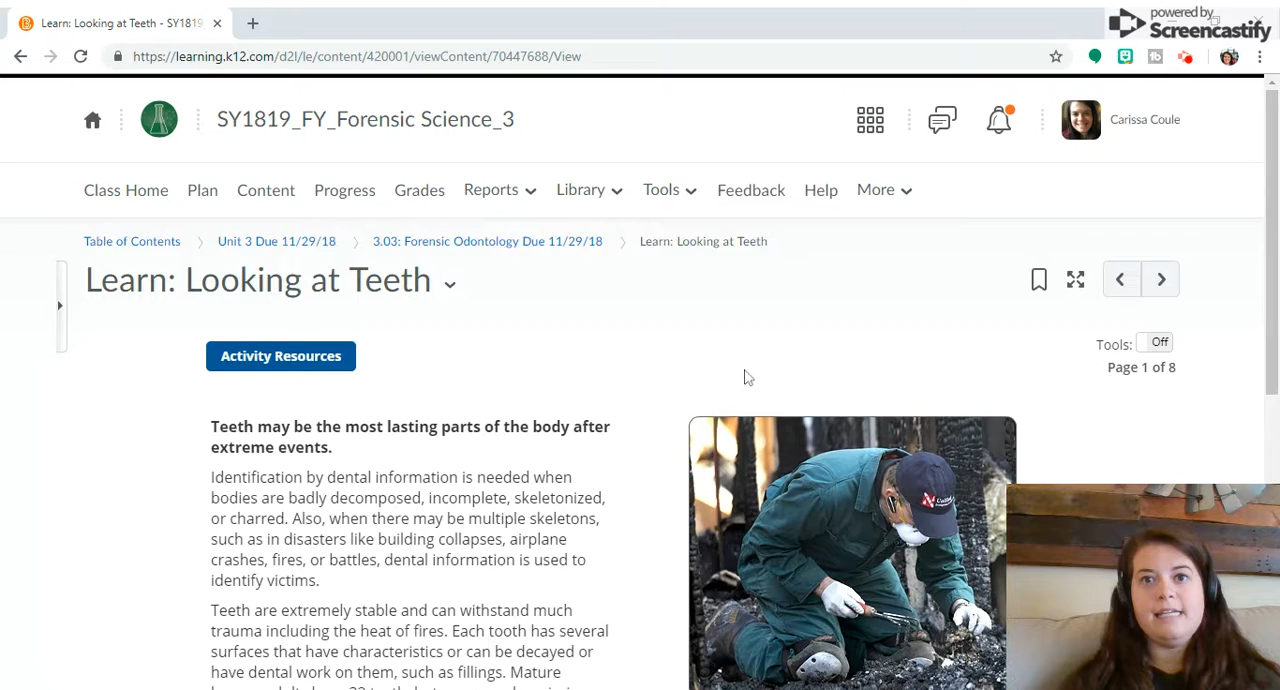 Learn: Looking at Teeth - SY1819
powered by
Screencastify
https://learning.k12.com/d2l/le/content/420001/viewContent/70447688/View
SY1819_FY_Forensic Science_3
Carissa Coule
Class Home Plan Content Progress Grades Reports Library Tools Feedback Help More
Table of Contents Unit 3 Due 11/29/18 3.03: Forensic Odontology Due 11/29/18 Learn: Looking at Teeth
Learn: Looking at Teeth
Activity Resources
Tools: Off
Page 1 of 8
Teeth may be the most lasting parts of the body after
extreme events.
Identification by dental information is needed when
bodies are badly decomposed, incomplete, skeletonized,
or charred. Also, when there may be multiple skeletons,
such as in disasters like building collapses, airplane
crashes, fires, or battles, dental information is used to
identify victims.
Teeth are extremely stable and can withstand much
trauma including the heat of fires. Each tooth has several
surfaces that have characteristics or can be decayed or
have dental work on them, such as fillings. Mature